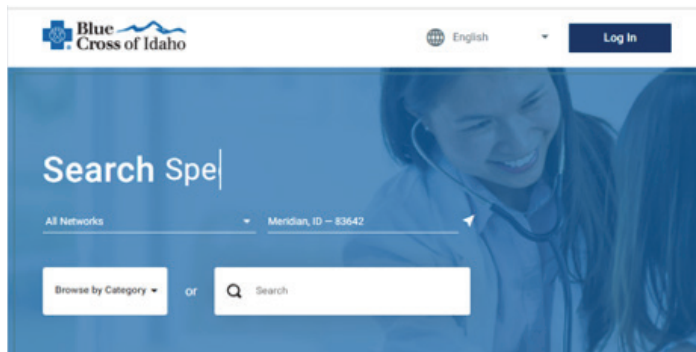 Blue
Cross of Idaho
English
Log In
Search Spe
All Networks
Meridian, ID — 83642
Browse by Category
or
Search